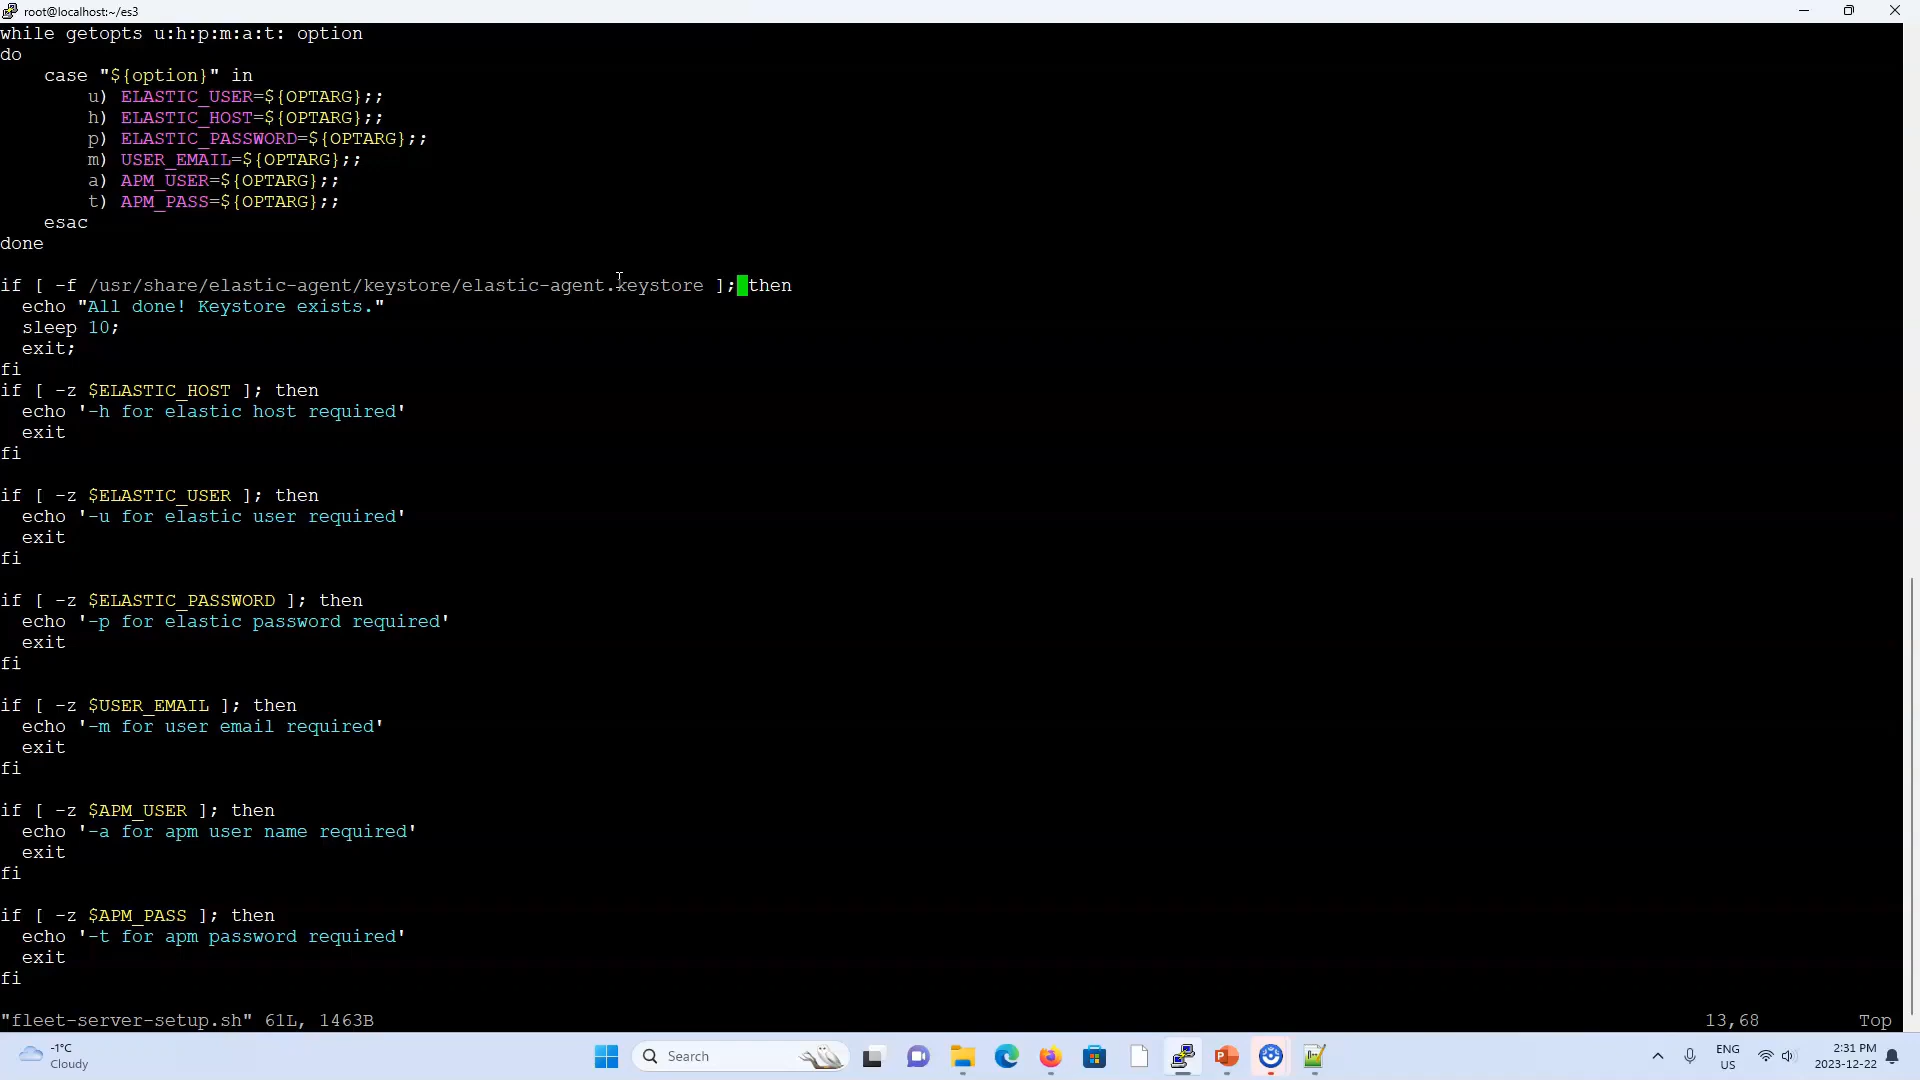 root@localhost:~/es3
while getopts u:h:p:m:a:t: option
do
    case "${option}" in
        u) ELASTIC_USER=${OPTARG};;
        h) ELASTIC_HOST=${OPTARG};;
        p) ELASTIC_PASSWORD=${OPTARG};;
        m) USER_EMAIL=${OPTARG};;
        a) APM_USER=${OPTARG};;
        t) APM_PASS=${OPTARG};;
    esac
done
if [ -f /usr/share/elastic-agent/keystore/elastic-agent.keystore ]; then
  echo "All done! Keystore exists."
  sleep 10;
  exit;
fi
if [ -z $ELASTIC_HOST ]; then
  echo '-h for elastic host required'
  exit
fi
if [ -z $ELASTIC_USER ]; then
  echo '-u for elastic user required'
  exit
fi
if [ -z $ELASTIC_PASSWORD ]; then
  echo '-p for elastic password required'
  exit
fi
if [ -z $USER_EMAIL ]; then
  echo '-m for user email required'
  exit
fi
if [ -z $APM_USER ]; then
  echo '-a for apm user name required'
  exit
fi
if [ -z $APM_PASS ]; then
  echo '-t for apm password required'
  exit
fi
"fleet-server-setup.sh" 61L, 1463B 13,68 Top
-1°C
Cloudy
Search
ENG
US
2:31 PM
2023-12-22